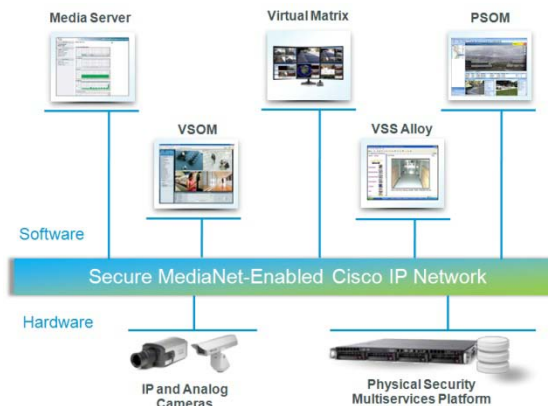 Media Server
Virtual Matrix
PSOM
VSOM
VSS Alloy
Software
Secure MediaNet-Enabled Cisco IP Network
Hardware
IP and Analog
Cameras
Physical Security
Multiservices Platform